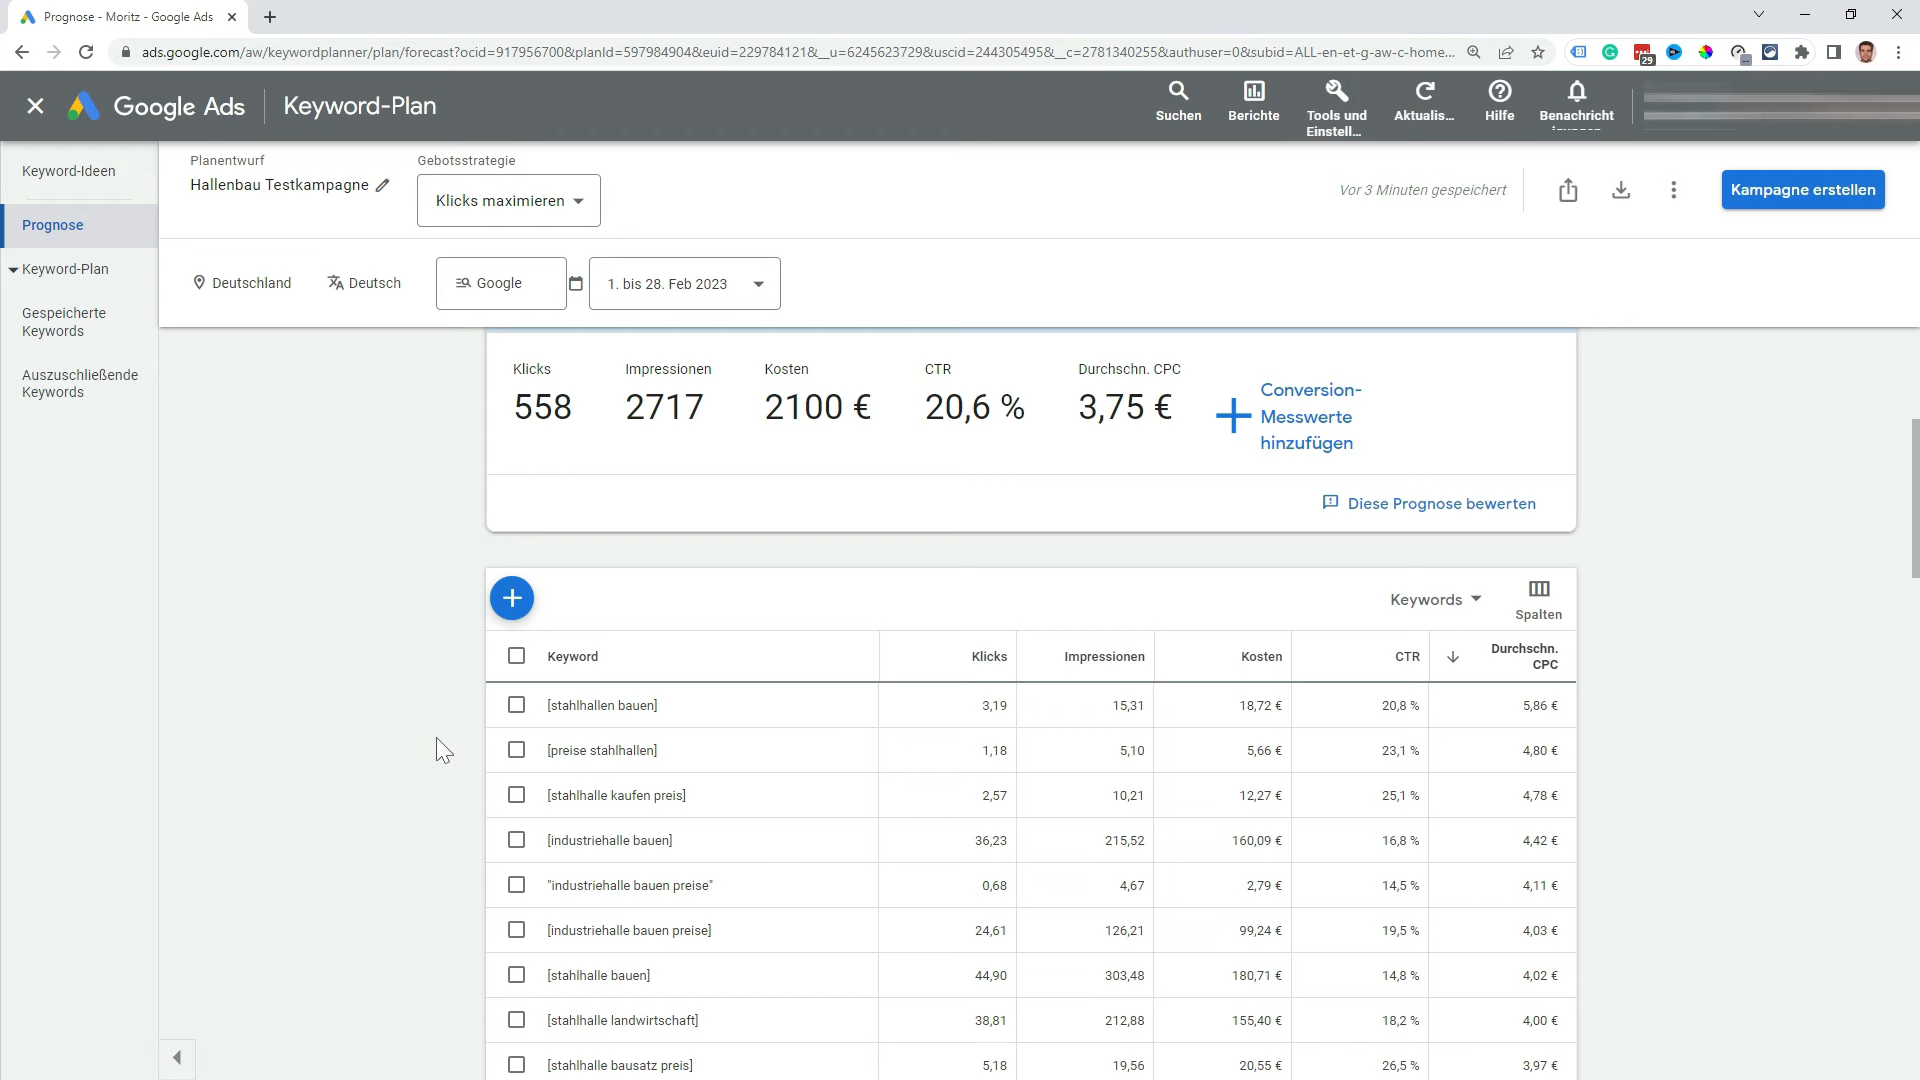 Prognose - Moritz - Google Ads
ads.google.com/aw/keywordplanner/plan/forecast?ocid=917956700&planId=597984904&euid=229784121&__u=6245623729&uscid=244305495&__c=2781340255&authuser=0&subid=ALL-en-et-g-aw-c-home...
29
Google Ads
Keyword-Plan
Suchen
Berichte
Tools und
Einstell...
Aktualis...
Hilfe
Benachricht
Keyword-Ideen
Prognose
Keyword-Plan
Gespeicherte
Keywords
Auszuschließende
Keywords
Planentwurf
Hallenbau Testkampagne
Gebotsstrategie
Klicks maximieren
Vor 3 Minuten gespeichert
Kampagne erstellen
Deutschland
Deutsch
Google
1. bis 28. Feb 2023
Klicks Impressionen Kosten CTR Durchschn. CPC
558 2717 2100 € 20,6 % 3,75 €
Conversion-
Messwerte
hinzufügen
Diese Prognose bewerten
Keywords
Spalten
Keyword Klicks Impressionen Kosten CTR Durchschn.
CPC
[stahlhallen bauen] 3,19 15,31 18,72 € 20,8 % 5,86 €
[preise stahlhallen] 1,18 5,10 5,66 € 23,1 % 4,80 €
[stahlhalle kaufen preis] 2,57 10,21 12,27 € 25,1 % 4,78 €
[industriehalle bauen] 36,23 215,52 160,09 € 16,8 % 4,42 €
"industriehalle bauen preise" 0,68 4,67 2,79 € 14,5 % 4,11 €
[industriehalle bauen preise] 24,61 126,21 99,24 € 19,5 % 4,03 €
[stahlhalle bauen] 44,90 303,48 180,71 € 14,8 % 4,02 €
[stahlhalle landwirtschaft] 38,81 212,88 155,40 € 18,2 % 4,00 €
[stahlhalle bausatz preis] 5,18 19,56 20,55 € 26,5 % 3,97 €